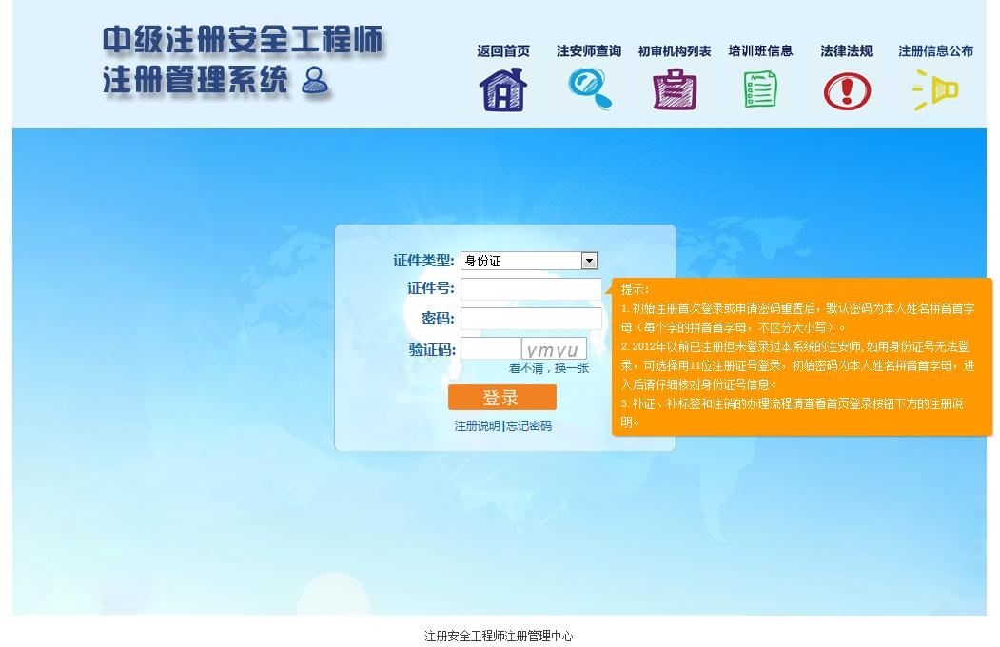 中级注册安全工程师
注册管理系统
返回首页 注安师查询 初审机构列表 培训班信息 法律法规 注册信息公布
证件类型: 身份证
证件号:
密码:
验证码: ymyu
看不清，换一张
登录
注册说明|忘记密码
提示:
1.初始注册首次登录或申请密码重置后，默认密码为本人姓名拼音首字
母（每个字的拼音首字母，不区分大小写）。
2.2012年以前已注册但未登录过本系统的注安师,如用身份证号无法登
录，可选择用11位注册证号登录，初始密码为本人姓名拼音首字母，进
入后请仔细核对身份证号信息。
3.补证、补标签和注销的办理流程请查看首页登录按钮下方的注册说
明。
注册安全工程师注册管理中心